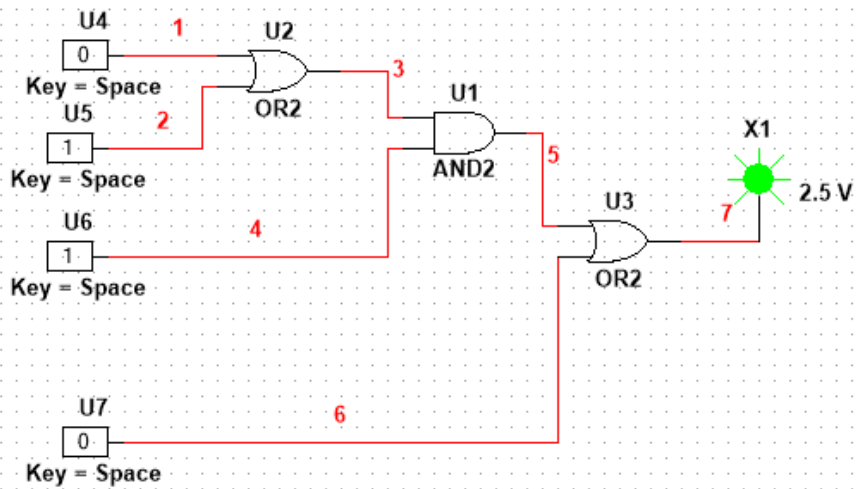 U4
1
0
U2
Key = Space
3
U5
2
OR2
U1
1
X1
5
Key = Space
AND2
2.5 V
U6
U3
7
4
1
OR2
Key = Space
U7
6
0
Key = Space